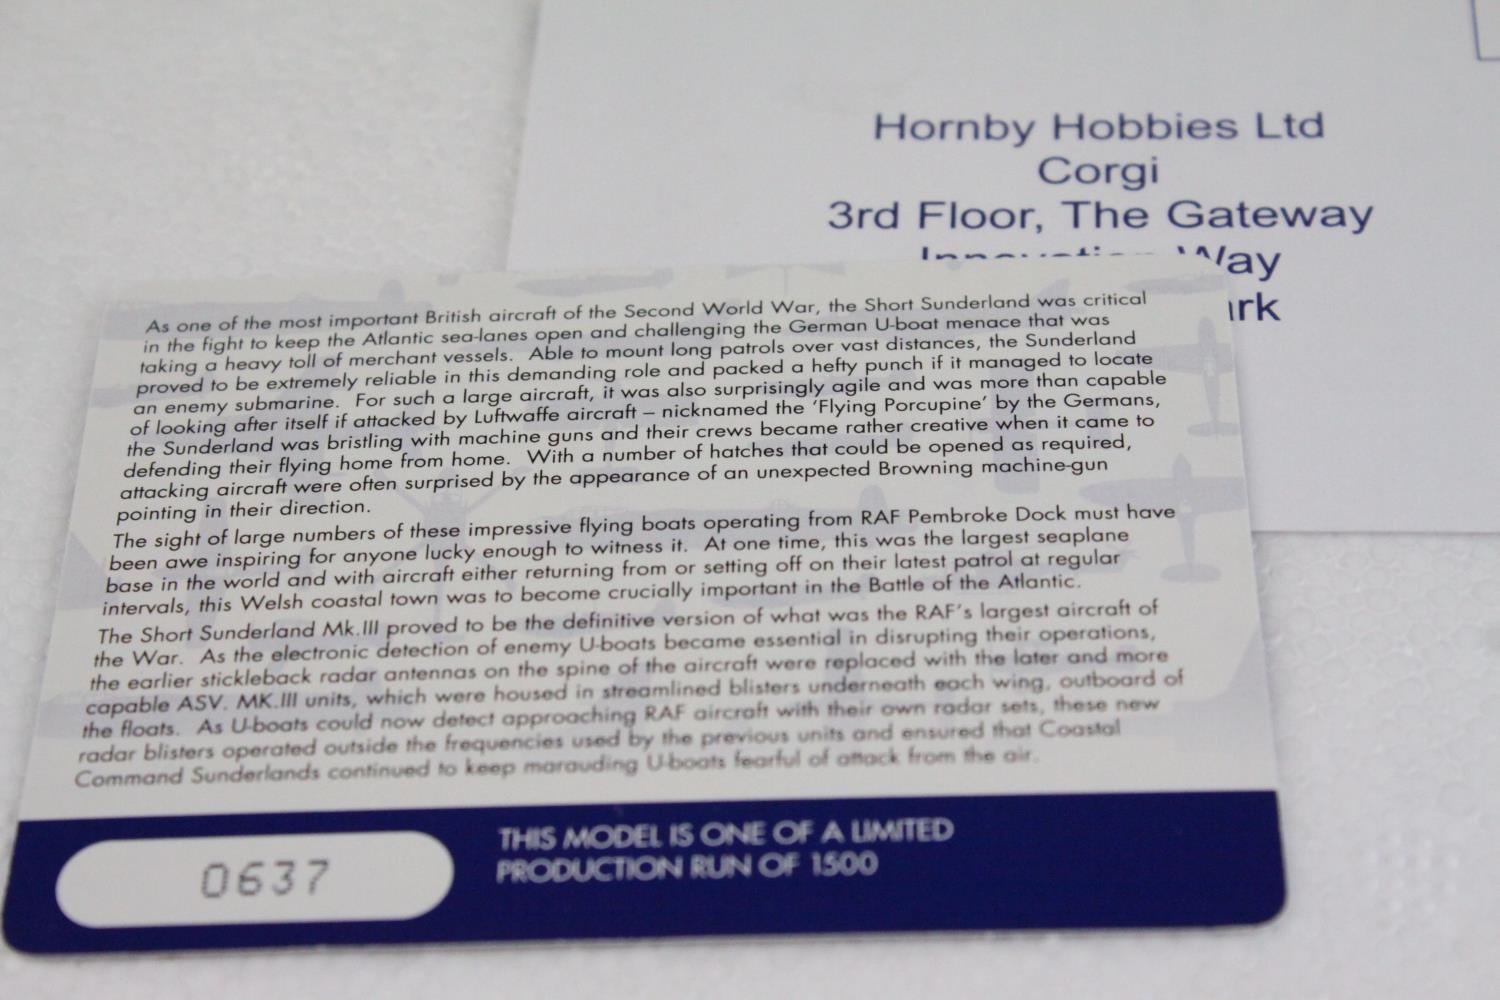 Hornby Hobbies Ltd
Corgi
3rd Floor, The Gateway
Innovation Way
As one of the most important British aircraft of the Second World War, the Short Sunderland was critical
in the fight to keep the Atlantic sea-lanes open and challenging the German U-boat menace that was
taking a heavy toll of merchant vessels. Able to mount long patrols over vast distances, the Sunderland
proved to be extremely reliable in this demanding role and packed a hefty punch if it managed to locate
an enemy submarine. For such a large aircraft, it was also surprisingly agile and was more than capable
of looking after itself if attacked by Luftwaffe aircraft – nicknamed the ‘Flying Porcupine’ by the Germans,
the Sunderland was bristling with machine guns and their crews became rather creative when it came to
defending their flying home from home. With a number of hatches that could be opened as required,
attacking aircraft were often surprised by the appearance of an unexpected Browning machine-gun
pointing in their direction.
The sight of large numbers of these impressive flying boats operating from RAF Pembroke Dock must have
been awe inspiring for anyone lucky enough to witness it. At one time, this was the largest seaplane
base in the world and with aircraft either returning from or setting off on their latest patrol at regular
intervals, this Welsh coastal town was to become crucially important in the Battle of the Atlantic.
The Short Sunderland Mk.III proved to be the definitive version of what was the RAF’s largest aircraft of
the War. As the electronic detection of enemy U-boats became essential in disrupting their operations,
the earlier stickleback radar antennas on the spine of the aircraft were replaced with the later and more
capable ASV. MK.III units, which were housed in streamlined blisters underneath each wing, outboard of
the floats. As U-boats could now detect approaching RAF aircraft with their own radar sets, these new
radar blisters operated outside the frequencies used by the previous units and ensured that Coastal
Command Sunderlands continued to keep marauding U-boats fearful of attack from the air.
0637
THIS MODEL IS ONE OF A LIMITED
PRODUCTION RUN OF 1500